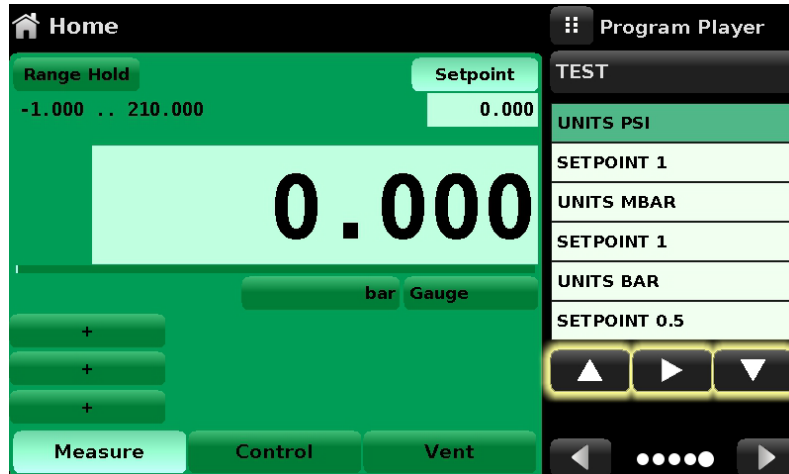 Home
Range Hold
Setpoint
-1.000 .. 210.000
0.000
0.000
bar Gauge
+
+
+
Measure Control Vent
Program Player
TEST
UNITS PSI
SETPOINT 1
UNITS MBAR
SETPOINT 1
UNITS BAR
SETPOINT 0.5